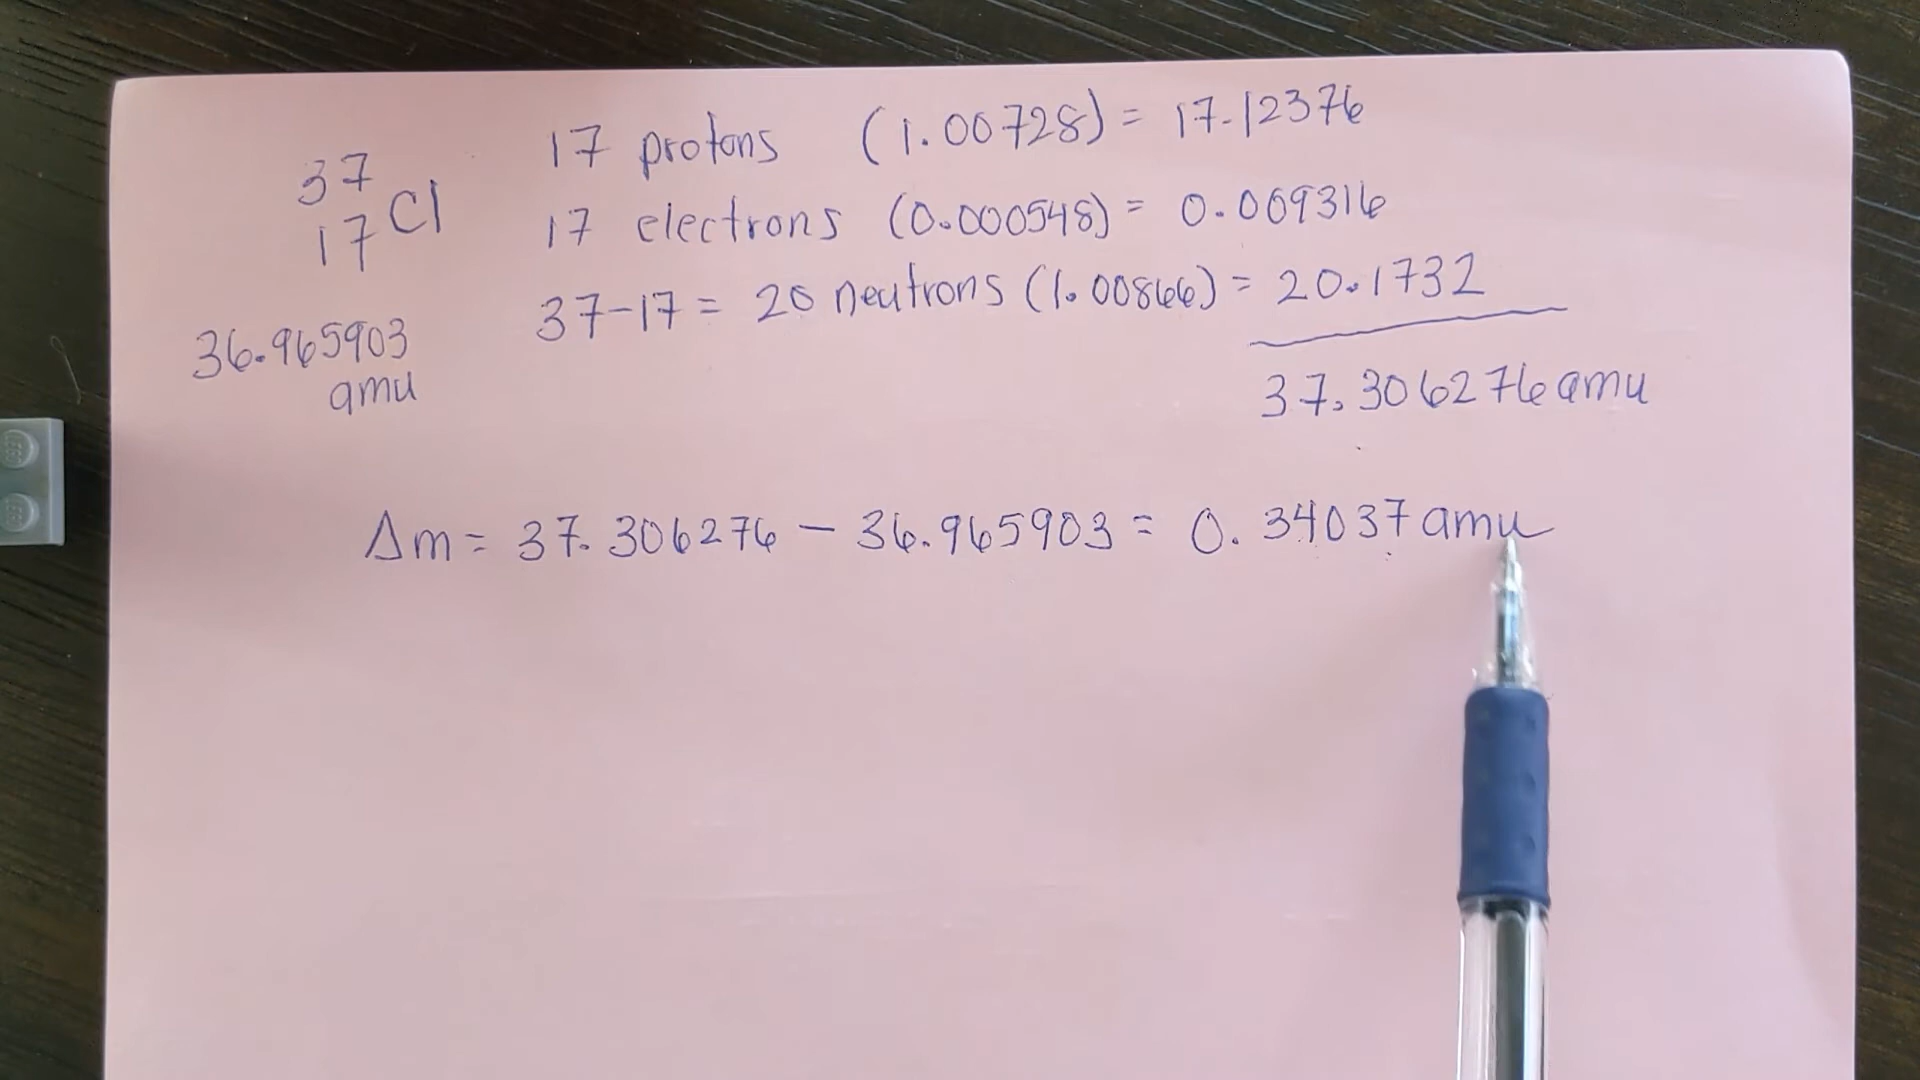 37
17 Cl
36.965903
amu
17 protons (1.00728) = 17.12376
17 electrons (0.000548) = 0.009316
37-17 = 20 neutrons (1.00866) = 20.1732
37.306276 amu
Δm = 37.306276 - 36.965903 = 0.34037 amu